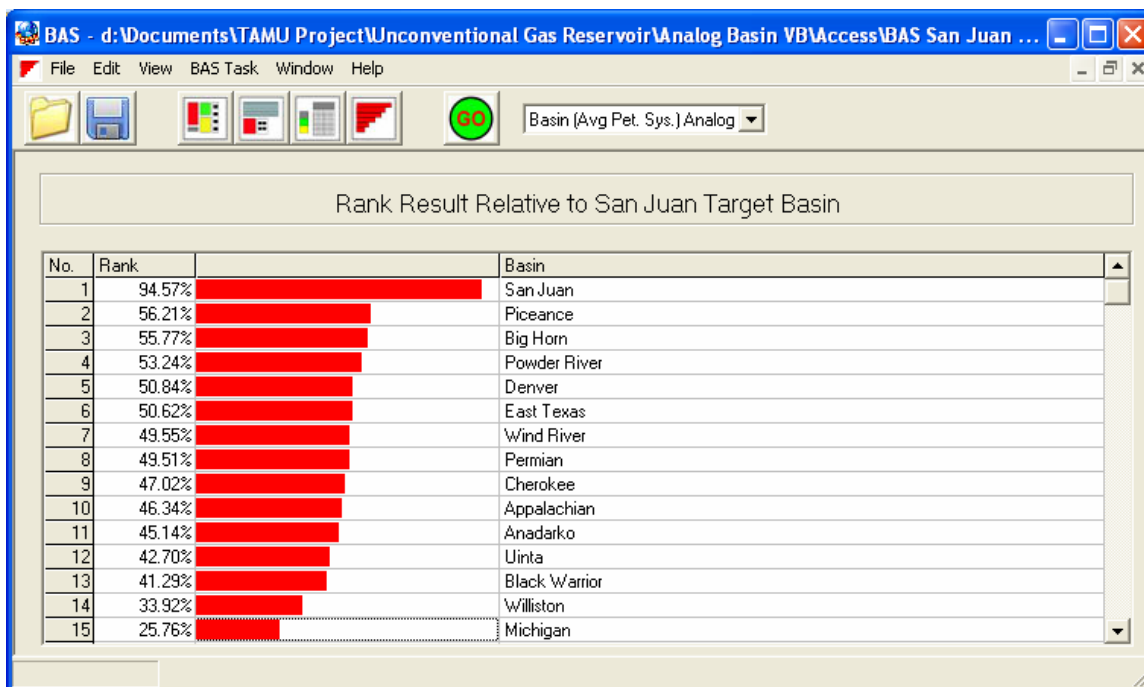 BAS - d:\Documents\TAMU Project\Unconventional Gas Reservoir\Analog Basin VB\Access\BAS San Juan ...
File Edit View BAS Task Window Help
GO Basin (Avg Pet. Sys.) Analog
Rank Result Relative to San Juan Target Basin
No. Rank Basin
1 94.57% San Juan
2 56.21% Piceance
3 55.77% Big Horn
4 53.24% Powder River
5 50.84% Denver
6 50.62% East Texas
7 49.55% Wind River
8 49.51% Permian
9 47.02% Cherokee
10 46.34% Appalachian
11 45.14% Anadarko
12 42.70% Uinta
13 41.29% Black Warrior
14 33.92% Williston
15 25.76% Michigan